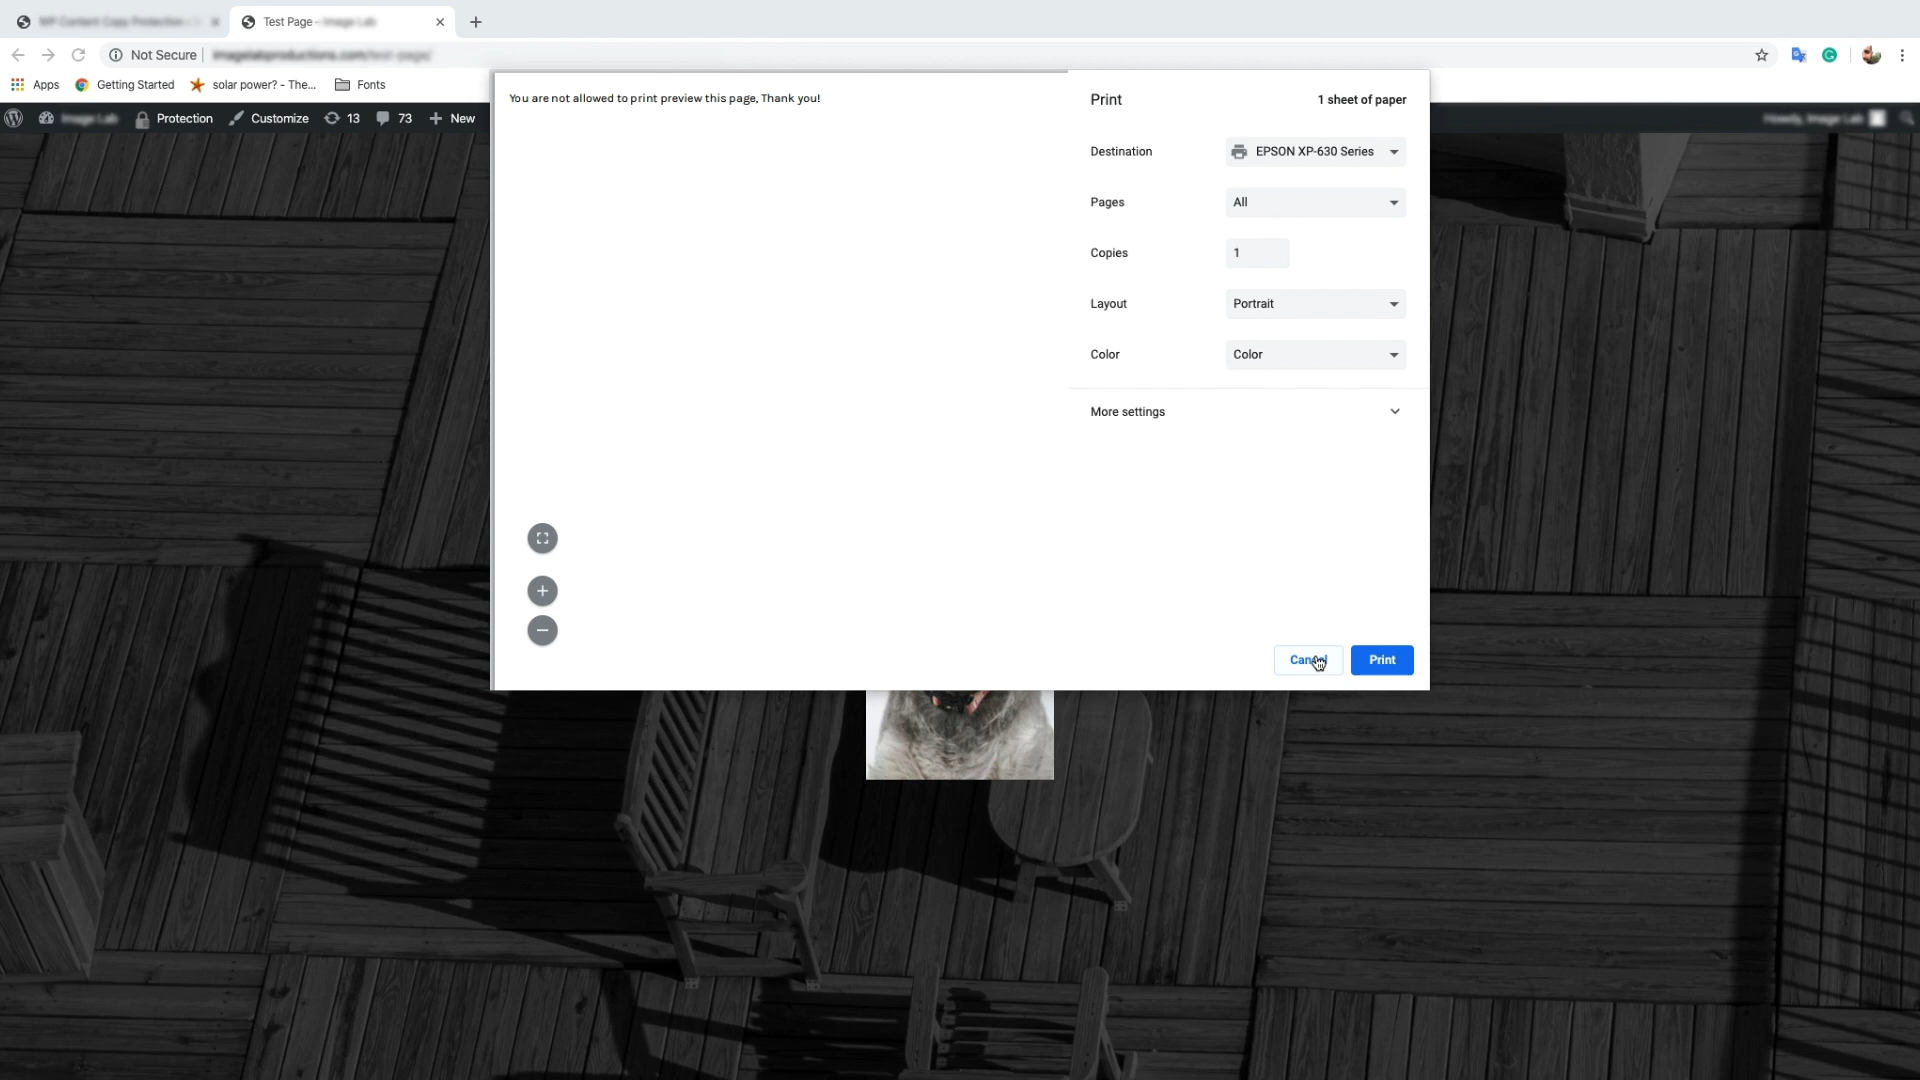 Test Page -
Not Secure
Apps
Getting Started
solar power? - The...
Fonts
Protection
Customize
13
73
New
You are not allowed to print preview this page, Thank you!
Print
1 sheet of paper
Destination
EPSON XP-630 Series
Pages
All
Copies
1
Layout
Portrait
Color
Color
More settings
Cancel
Print